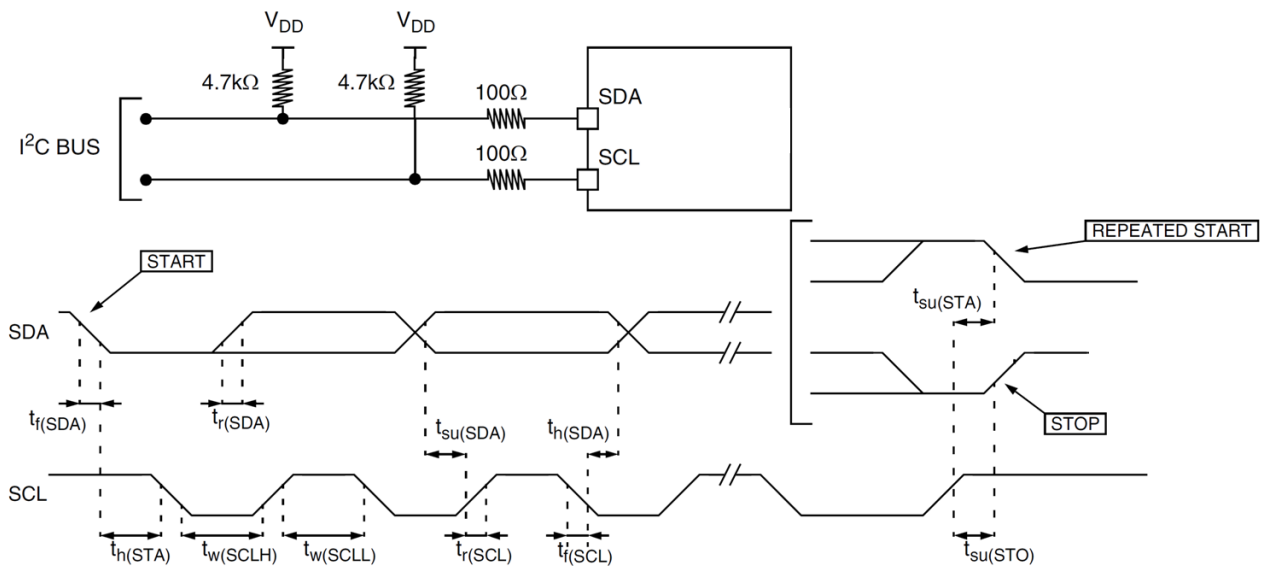 VDD VDD
4.7kΩ 4.7kΩ
100Ω
SDA
I²C BUS
100Ω
SCL
REPEATED START
START
tsu(STA)
SDA
tf(SDA) tr(SDA)
tsu(SDA) th(SDA)
STOP
SCL
th(STA) tw(SCLH) tw(SCLL) tr(SCL) tf(SCL) tsu(STO)